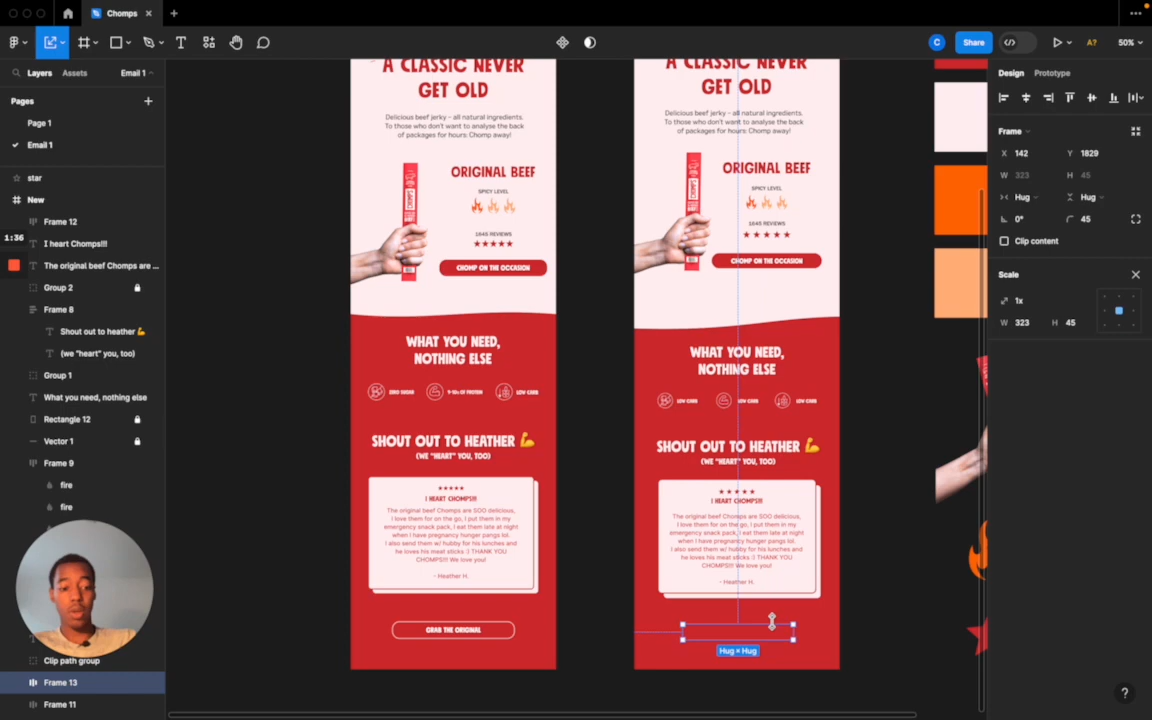 Chomps
Share
A?
50%
Layers
Assets
Email 1
Pages
Page 1
Email 1
star
New
Frame 12
1:36
I heart Chomps!!!
The original beef Chomps are ...
Group 2
Frame 8
Shout out to heather 💪
(we "heart" you, too)
Group 1
What you need, nothing else
Rectangle 12
Vector 1
Frame 9
fire
fire
Clip path group
Frame 13
Frame 11
A CLASSIC NEVER
GET OLD
Delicious beef jerky - all natural ingredients.
To those who don't want to analyse the back
of packages for hours: Chomp away!
ORIGINAL BEEF
SPICY LEVEL
1645 REVIEWS
CHOMP ON THE OCCASION
WHAT YOU NEED,
NOTHING ELSE
ZERO SUGAR
9-10G OF PROTEIN
LOW CARB
SHOUT OUT TO HEATHER 💪
(WE "HEART" YOU, TOO)
I HEART CHOMPS!!!
The original beef Chomps are SOO delicious,
I love them for on the go, I put them in my
emergency snack pack, I eat them late at night
when I have pregnancy hunger pangs lol.
I also send them w/ hubby for his lunches and
he loves his meat sticks :) THANK YOU
CHOMPS!!! We love you!
- Heather H.
GRAB THE ORIGINAL
A CLASSIC NEVER
GET OLD
Delicious beef jerky - all natural ingredients.
To those who don't want to analyse the back
of packages for hours: Chomp away!
ORIGINAL BEEF
SPICY LEVEL
1645 REVIEWS
CHOMP ON THE OCCASION
WHAT YOU NEED,
NOTHING ELSE
LOW CARB
LOW CARB
LOW CARB
SHOUT OUT TO HEATHER 💪
(WE "HEART" YOU, TOO)
I HEART CHOMPS!!!
The original beef Chomps are SOO delicious,
I love them for on the go, I put them in my
emergency snack pack, I eat them late at night
when I have pregnancy hunger pangs lol.
I also send them w/ hubby for his lunches and
he loves his meat sticks :) THANK YOU
CHOMPS!!! We love you!
- Heather H.
Hug × Hug
C
Design
Prototype
Frame
X 142
Y 1829
W 323
H 45
Hug
Hug
0°
45
Clip content
Scale
1x
W 323
H 45
?